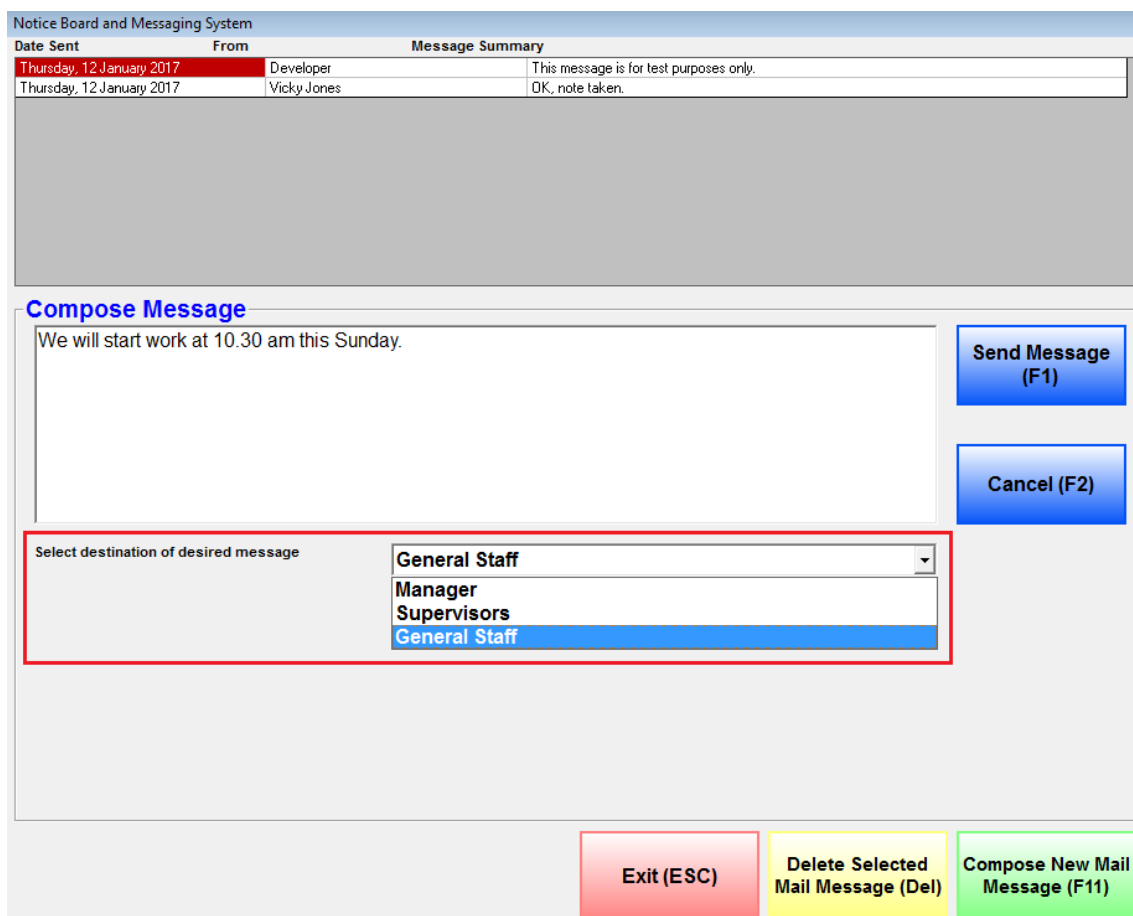 Notice Board and Messaging System
Date Sent From Message Summary
Thursday, 12 January 2017 Developer This message is for test purposes only.
Thursday, 12 January 2017 Vicky Jones OK, note taken.
Compose Message
We will start work at 10.30 am this Sunday.
Send Message
(F1)
Cancel (F2)
Select destination of desired message
General Staff
Manager
Supervisors
General Staff
Exit (ESC)
Delete Selected
Mail Message (Del)
Compose New Mail
Message (F11)